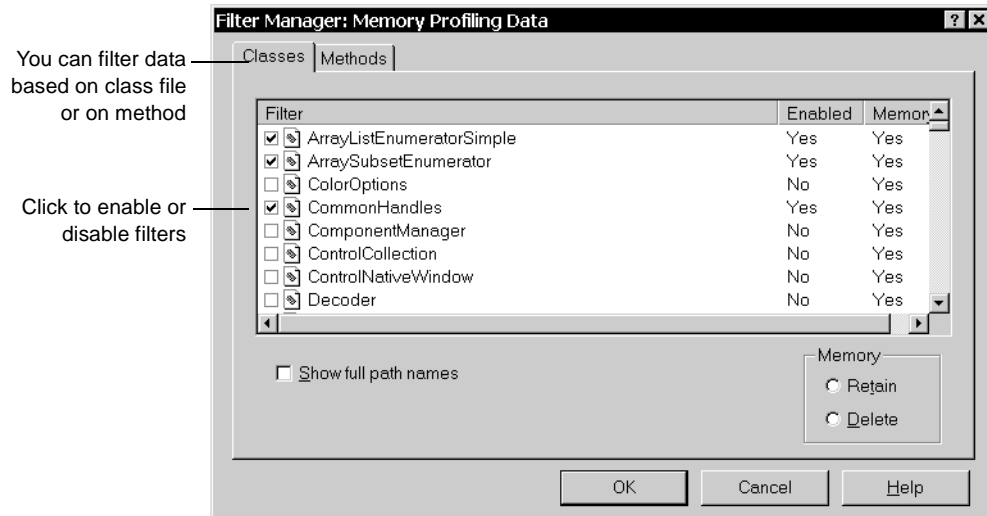 Filter Manager: Memory Profiling Data
You can filter data
based on class file
or on method
Classes
Methods
Filter Enabled Memor
ArrayListEnumeratorSimple Yes Yes
ArraySubsetEnumerator Yes Yes
ColorOptions No Yes
Click to enable or
disable filters
CommonHandles Yes Yes
ComponentManager No Yes
ControlCollection No Yes
ControlNativeWindow No Yes
Decoder No Yes
Show full path names
Memory
Retain
Delete
OK Cancel Help